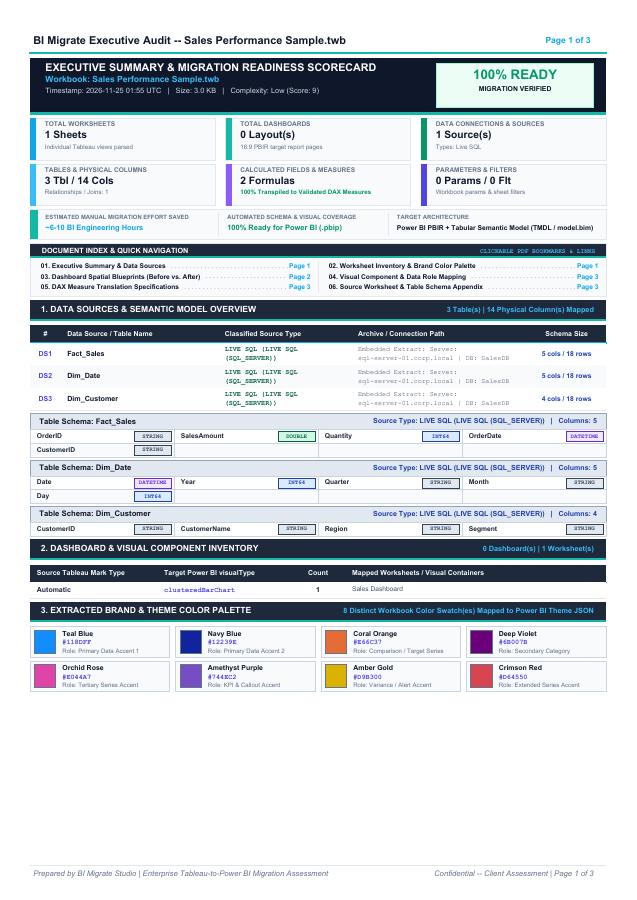 BI Migrate Executive Audit -- Sales Performance Sample.twb
Page 1 of 3
EXECUTIVE SUMMARY & MIGRATION READINESS SCORECARD
Workbook: Sales Performance Sample.twb
Timestamp: 2026-11-25 01:55 UTC | Size: 3.0 KB | Complexity: Low (Score: 9)
100% READY
MIGRATION VERIFIED
TOTAL WORKSHEETS
1 Sheets
Individual Tableau views parsed
TOTAL DASHBOARDS
0 Layout(s)
16:9 PBIR target report pages
DATA CONNECTIONS & SOURCES
1 Source(s)
Types: Live SQL
TABLES & PHYSICAL COLUMNS
3 Tbl / 14 Cols
Relationships / Joins: 1
CALCULATED FIELDS & MEASURES
2 Formulas
100% Transpiled to Validated DAX Measures
PARAMETERS & FILTERS
0 Params / 0 Flt
Workbook params & sheet filters
ESTIMATED MANUAL MIGRATION EFFORT SAVED
~6-10 BI Engineering Hours
AUTOMATED SCHEMA & VISUAL COVERAGE
100% Ready for Power BI (.pbip)
TARGET ARCHITECTURE
Power BI PBIR + Tabular Semantic Model (TMDL / model.bim)
DOCUMENT INDEX & QUICK NAVIGATION
CLICKABLE PDF BOOKMARKS & LINKS
01. Executive Summary & Data Sources Page 1
02. Worksheet Inventory & Brand Color Palette Page 1
03. Dashboard Spatial Blueprints (Before vs. After) Page 2
04. Visual Component & Data Role Mapping Page 3
05. DAX Measure Translation Specifications Page 3
06. Source Worksheet & Table Schema Appendix Page 3
1. DATA SOURCES & SEMANTIC MODEL OVERVIEW
3 Table(s) | 14 Physical Column(s) Mapped
# Data Source / Table Name Classified Source Type Archive / Connection Path Schema Size
DS1 Fact_Sales LIVE SQL (LIVE SQL (SQL_SERVER)) Embedded Extract: Server: sql-server-01.corp.local | DB: SalesDB 5 cols / 18 rows
DS2 Dim_Date LIVE SQL (LIVE SQL (SQL_SERVER)) Embedded Extract: Server: sql-server-01.corp.local | DB: SalesDB 5 cols / 18 rows
DS3 Dim_Customer LIVE SQL (LIVE SQL (SQL_SERVER)) Embedded Extract: Server: sql-server-01.corp.local | DB: SalesDB 4 cols / 18 rows
Table Schema: Fact_Sales
Source Type: LIVE SQL (LIVE SQL (SQL_SERVER)) | Columns: 5
OrderID STRING SalesAmount DOUBLE Quantity INT64 OrderDate DATETIME
CustomerID STRING
Table Schema: Dim_Date
Source Type: LIVE SQL (LIVE SQL (SQL_SERVER)) | Columns: 5
Date DATETIME Year INT64 Quarter STRING Month STRING
Day INT64
Table Schema: Dim_Customer
Source Type: LIVE SQL (LIVE SQL (SQL_SERVER)) | Columns: 4
CustomerID STRING CustomerName STRING Region STRING Segment STRING
2. DASHBOARD & VISUAL COMPONENT INVENTORY
0 Dashboard(s) | 1 Worksheet(s)
Source Tableau Mark Type Target Power BI visualType Count Mapped Worksheets / Visual Containers
Automatic clusteredBarChart 1 Sales Dashboard
3. EXTRACTED BRAND & THEME COLOR PALETTE
8 Distinct Workbook Color Swatch(es) Mapped to Power BI Theme JSON
Teal Blue
#118DFF
Role: Primary Data Accent 1
Navy Blue
#12239E
Role: Primary Data Accent 2
Coral Orange
#E66C37
Role: Comparison / Target Series
Deep Violet
#6B007B
Role: Secondary Category
Orchid Rose
#E044A7
Role: Tertiary Series Accent
Amethyst Purple
#744EC2
Role: KPI & Callout Accent
Amber Gold
#D9B300
Role: Variance / Alert Accent
Crimson Red
#D64550
Role: Extended Series Accent
Prepared by BI Migrate Studio | Enterprise Tableau-to-Power BI Migration Assessment
Confidential -- Client Assessment | Page 1 of 3